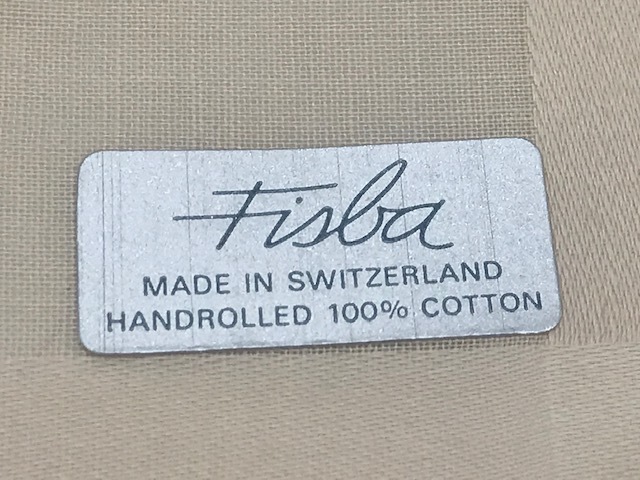 Fisba
MADE IN SWITZERLAND
HANDROLLED 100% COTTON